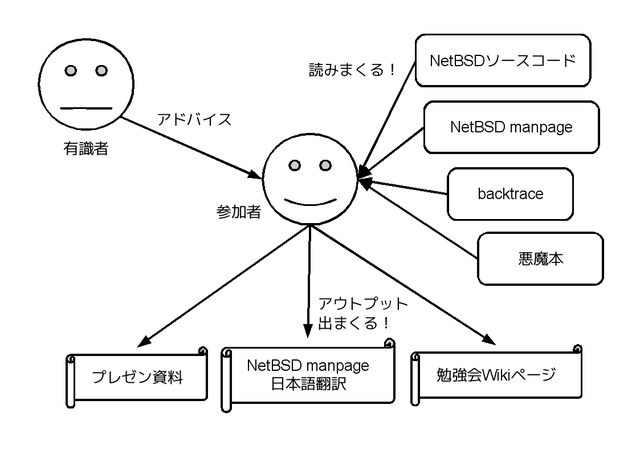 NetBSDソースコード
読みまくる！
アドバイス
NetBSD manpage
有識者
backtrace
参加者
悪魔本
アウトプット
出まくる！
プレゼン資料
NetBSD manpage
日本語翻訳
勉強会Wikiページ